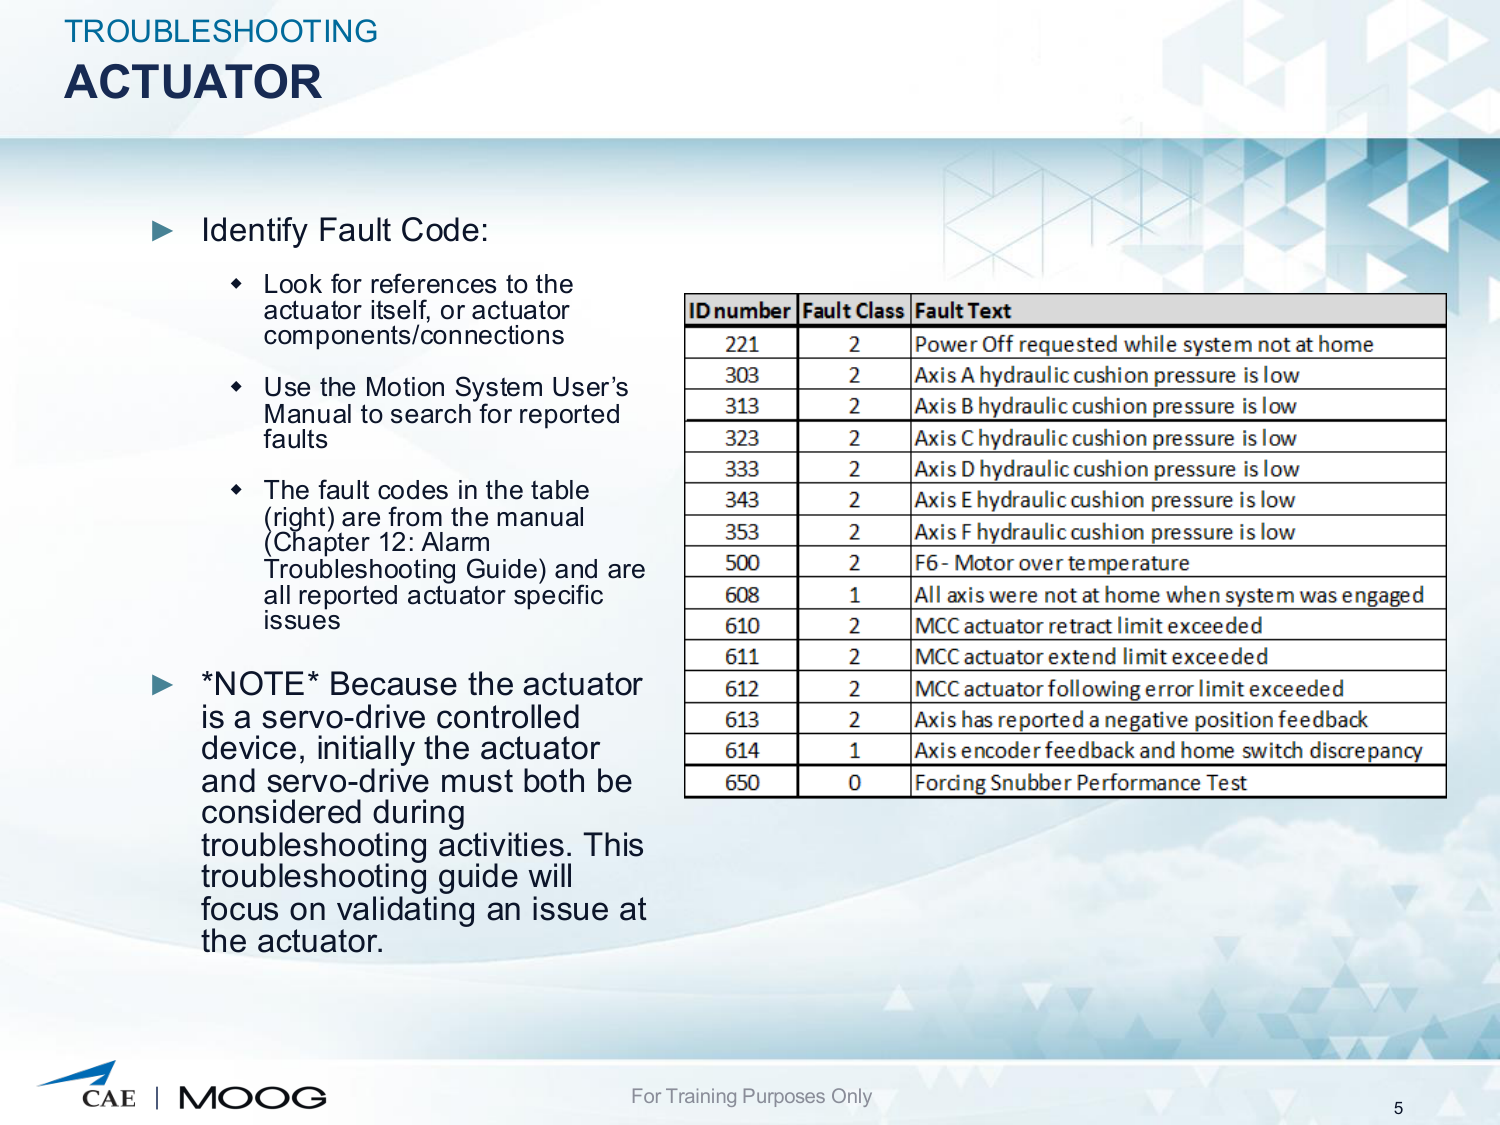 TROUBLESHOOTING
ACTUATOR
► Identify Fault Code:
◆ Look for references to the
actuator itself, or actuator
components/connections
◆ Use the Motion System User’s
Manual to search for reported
faults
◆ The fault codes in the table
(right) are from the manual
(Chapter 12: Alarm
Troubleshooting Guide) and are
all reported actuator specific
issues
► *NOTE* Because the actuator
is a servo-drive controlled
device, initially the actuator
and servo-drive must both be
considered during
troubleshooting activities. This
troubleshooting guide will
focus on validating an issue at
the actuator.
ID number Fault Class Fault Text
221 2 Power Off requested while system not at home
303 2 Axis A hydraulic cushion pressure is low
313 2 Axis B hydraulic cushion pressure is low
323 2 Axis C hydraulic cushion pressure is low
333 2 Axis D hydraulic cushion pressure is low
343 2 Axis E hydraulic cushion pressure is low
353 2 Axis F hydraulic cushion pressure is low
500 2 F6 - Motor over temperature
608 1 All axis were not at home when system was engaged
610 2 MCC actuator retract limit exceeded
611 2 MCC actuator extend limit exceeded
612 2 MCC actuator following error limit exceeded
613 2 Axis has reported a negative position feedback
614 1 Axis encoder feedback and home switch discrepancy
650 0 Forcing Snubber Performance Test
CAE | MOOG
For Training Purposes Only
5